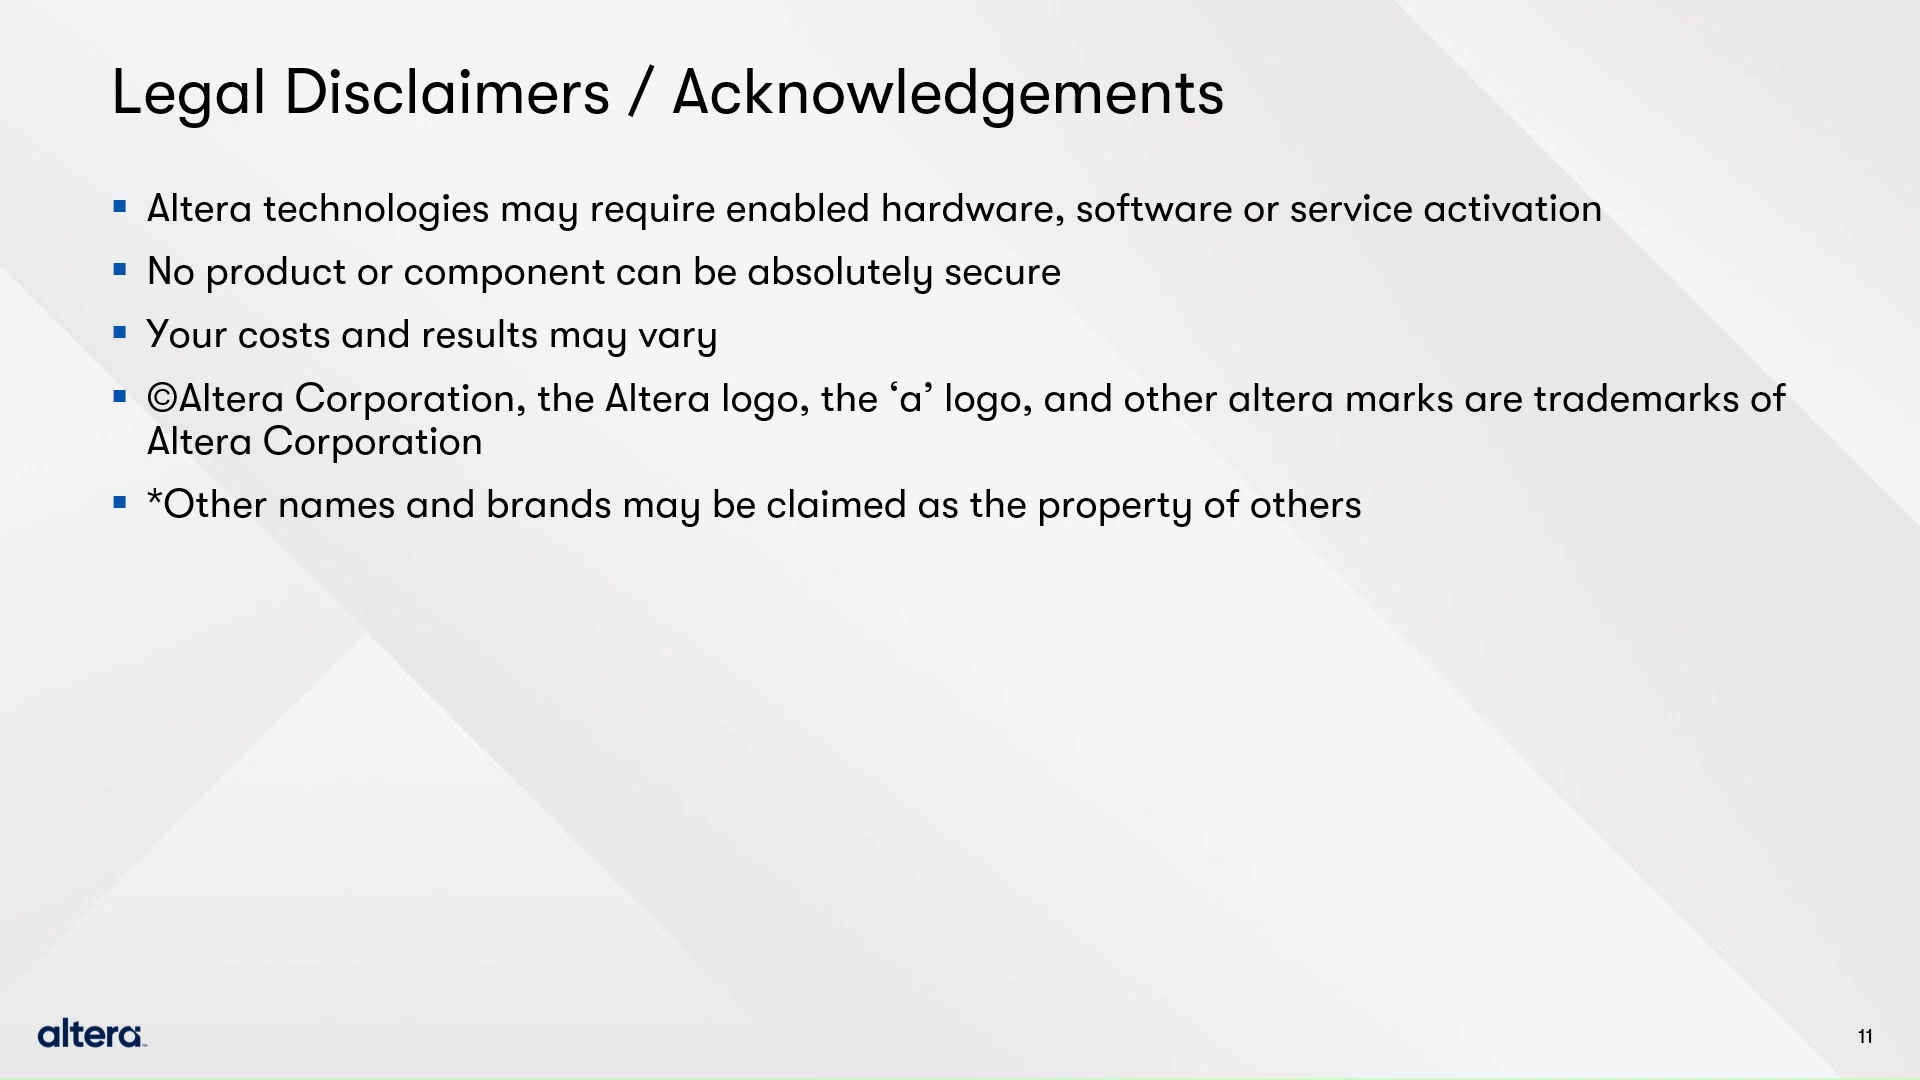 Legal Disclaimers / Acknowledgements
▪ Altera technologies may require enabled hardware, software or service activation
▪ No product or component can be absolutely secure
▪ Your costs and results may vary
▪ ©Altera Corporation, the Altera logo, the ‘a’ logo, and other altera marks are trademarks of
Altera Corporation
▪ *Other names and brands may be claimed as the property of others
altera™
11